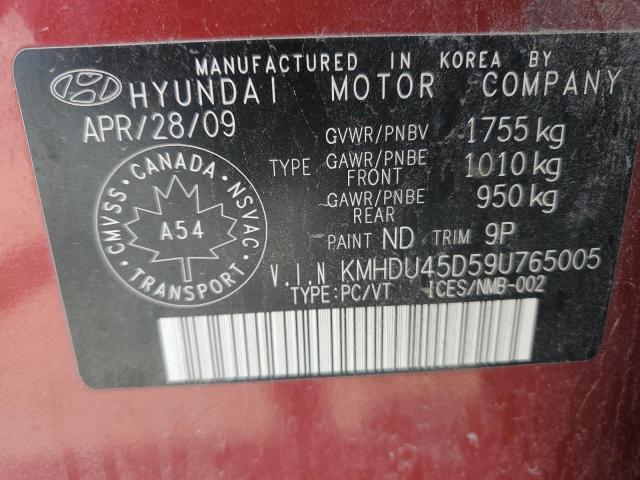 MANUFACTURED IN KOREA BY
HYUNDAI MOTOR COMPANY
APR/28/09
GVWR/PNBV 1755 kg
TYPE GAWR/PNBE FRONT 1010 kg
GAWR/PNBE REAR 950 kg
PAINT ND TRIM 9P
CMVSS · CANADA · NSVAC · TRANSPORT
A54
V.I.N KMHDU45D59U765005
TYPE:PC/VT ICES/NMB-002